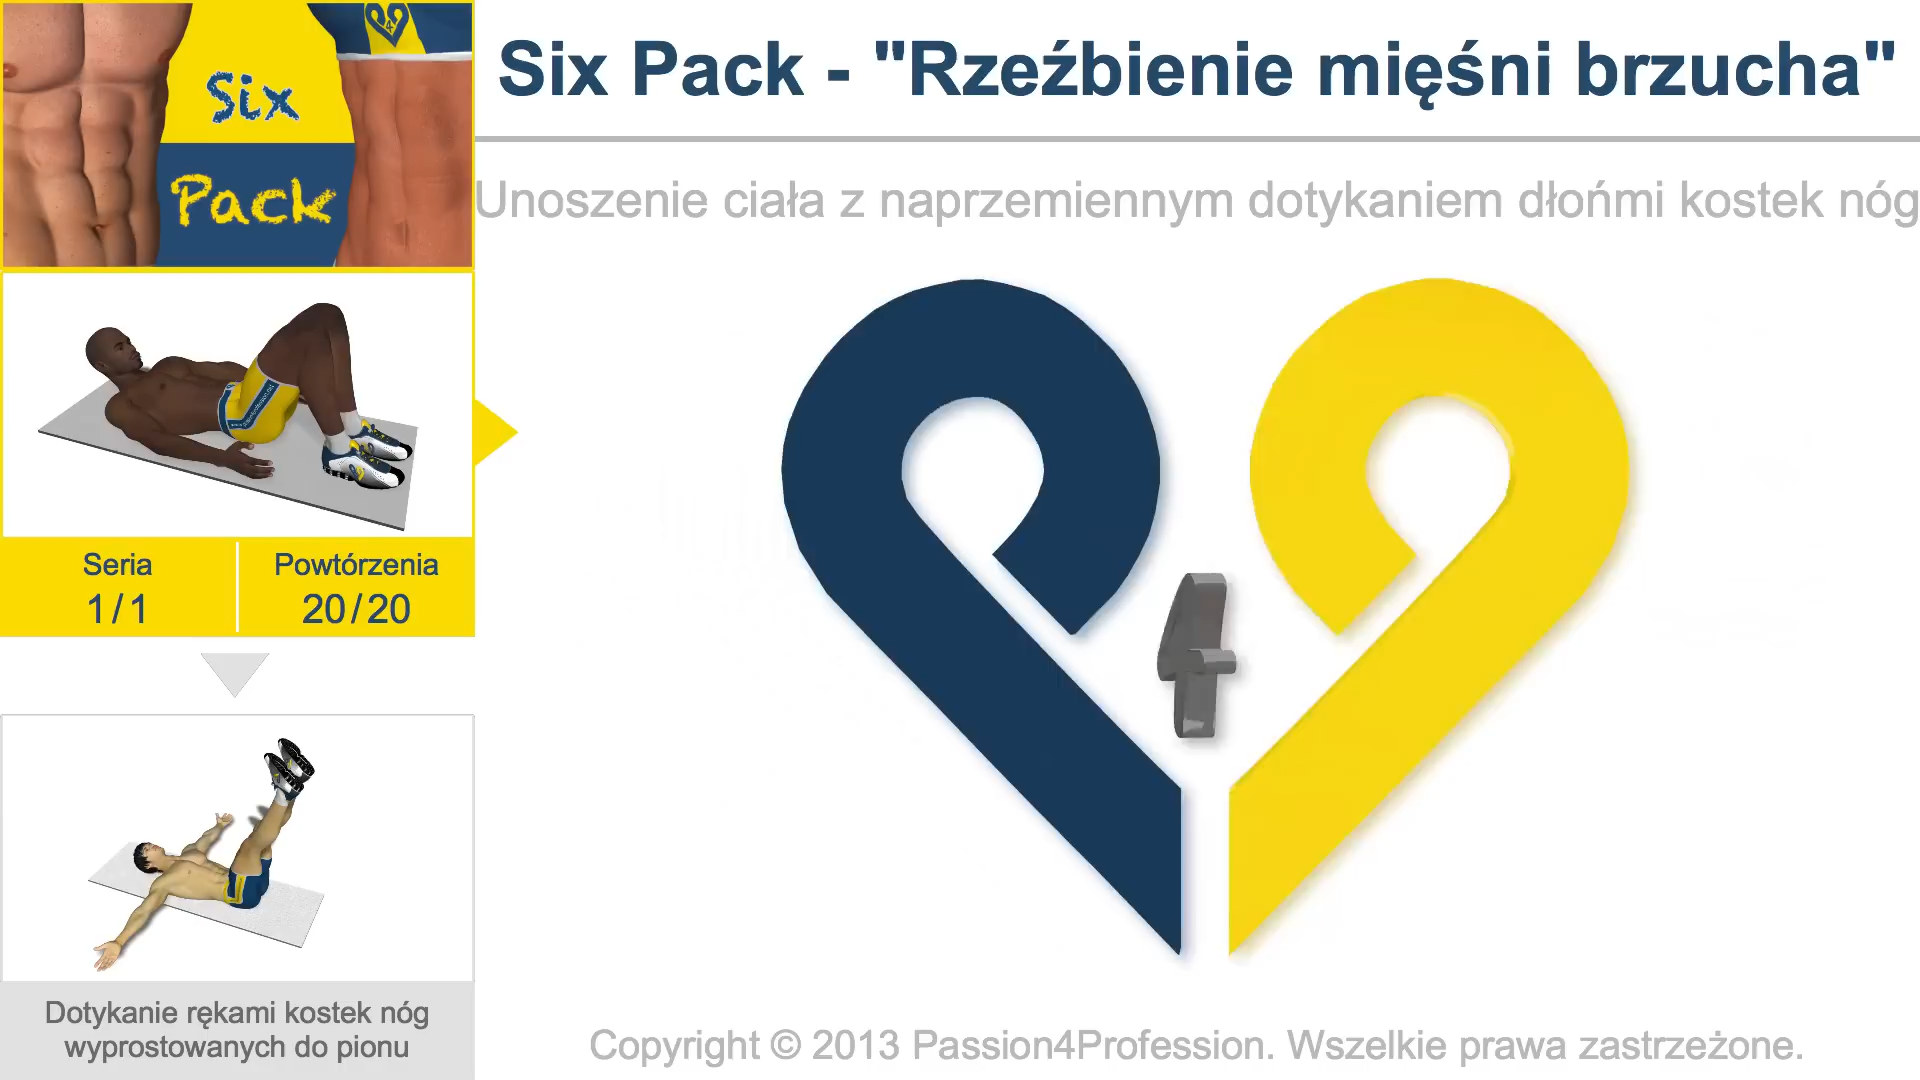 Six
Pack
Six Pack - "Rzeźbienie mięśni brzucha"
Unoszenie ciała z naprzemiennym dotykaniem dłońmi kostek nóg
Seria
1/1
Powtórzenia
20/20
4
Dotykanie rękami kostek nóg
wyprostowanych do pionu
Copyright © 2013 Passion4Profession. Wszelkie prawa zastrzeżone.